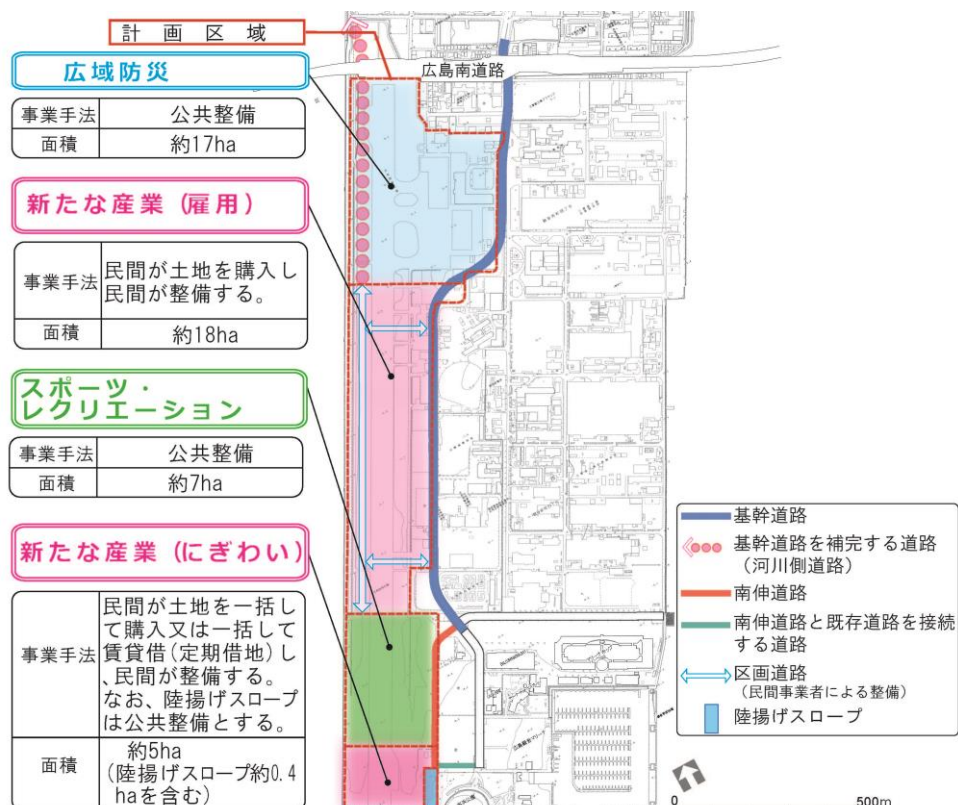 計画区域
広域防災
事業手法 公共整備
面積 約17ha
新たな産業(雇用)
事業手法 民間が土地を購入し
民間が整備する。
面積 約18ha
スポーツ・
レクリエーション
事業手法 公共整備
面積 約7ha
新たな産業(にぎわい)
事業手法 民間が土地を一括し
て購入又は一括して
賃貸借(定期借地)し
、民間が整備する。
なお、陸揚げスロープ
は公共整備とする。
面積 約5ha
(陸揚げスロープ約0.4
haを含む)
広島南道路
基幹道路
基幹道路を補完する道路
(河川側道路)
南伸道路
南伸道路と既存道路を接続
する道路
区画道路
(民間事業者による整備)
陸揚げスロープ
0 500m